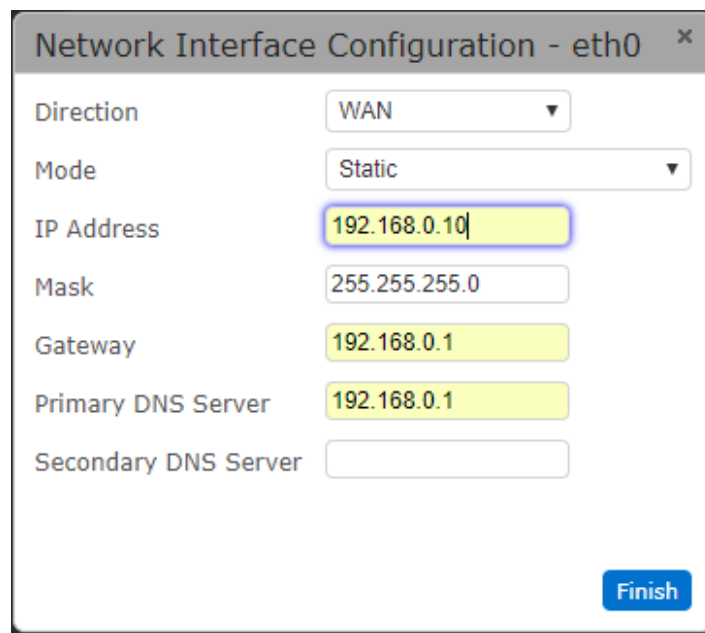 Network Interface Configuration - eth0 ×
Direction WAN ▼
Mode Static ▼
IP Address 192.168.0.10
Mask 255.255.255.0
Gateway 192.168.0.1
Primary DNS Server 192.168.0.1
Secondary DNS Server
Finish